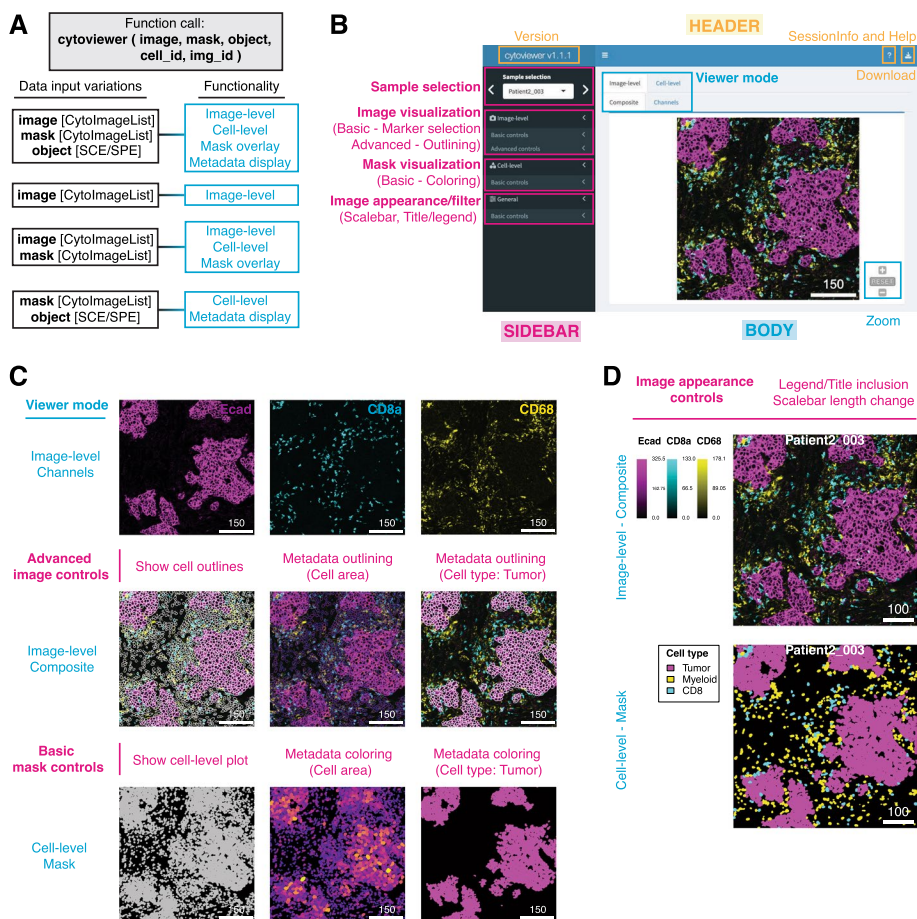 A
Function call:
cytoviewer ( image, mask, object,
cell_id, img_id )
Data input variations
Functionality
image [CytoImageList]
mask [CytoImageList]
object [SCE/SPE]
Image-level
Cell-level
Mask overlay
Metadata display
image [CytoImageList]
Image-level
image [CytoImageList]
mask [CytoImageList]
Image-level
Cell-level
Mask overlay
mask [CytoImageList]
object [SCE/SPE]
Cell-level
Metadata display
B
Version
HEADER
SessionInfo and Help
cytoviewer v1.1.1
?
Download
Sample selection
Sample selection
Patient2_003
Image-level
Cell-level
Composite
Channels
Viewer mode
Image visualization
(Basic - Marker selection
Advanced - Outlining)
Image-level
Basic controls
Advanced controls
Mask visualization
(Basic - Coloring)
Cell-level
Basic controls
Image appearance/filter
(Scalebar, Title/legend)
General
Basic controls
150
RESET
Zoom
SIDEBAR
BODY
C
Viewer mode
Image-level
Channels
Ecad
150
CD8a
150
CD68
150
Advanced
image controls
Show cell outlines
Metadata outlining
(Cell area)
Metadata outlining
(Cell type: Tumor)
Image-level
Composite
150
150
150
Basic
mask controls
Show cell-level plot
Metadata coloring
(Cell area)
Metadata coloring
(Cell type: Tumor)
Cell-level
Mask
150
150
150
D
Image appearance
controls
Legend/Title inclusion
Scalebar length change
Image-level - Composite
Ecad CD8a CD68
325.5
162.75
0.0
133.0
66.5
0.0
178.1
89.05
0.0
Patient2_003
100
Cell-level - Mask
Cell type
Tumor
Myeloid
CD8
Patient2_003
100